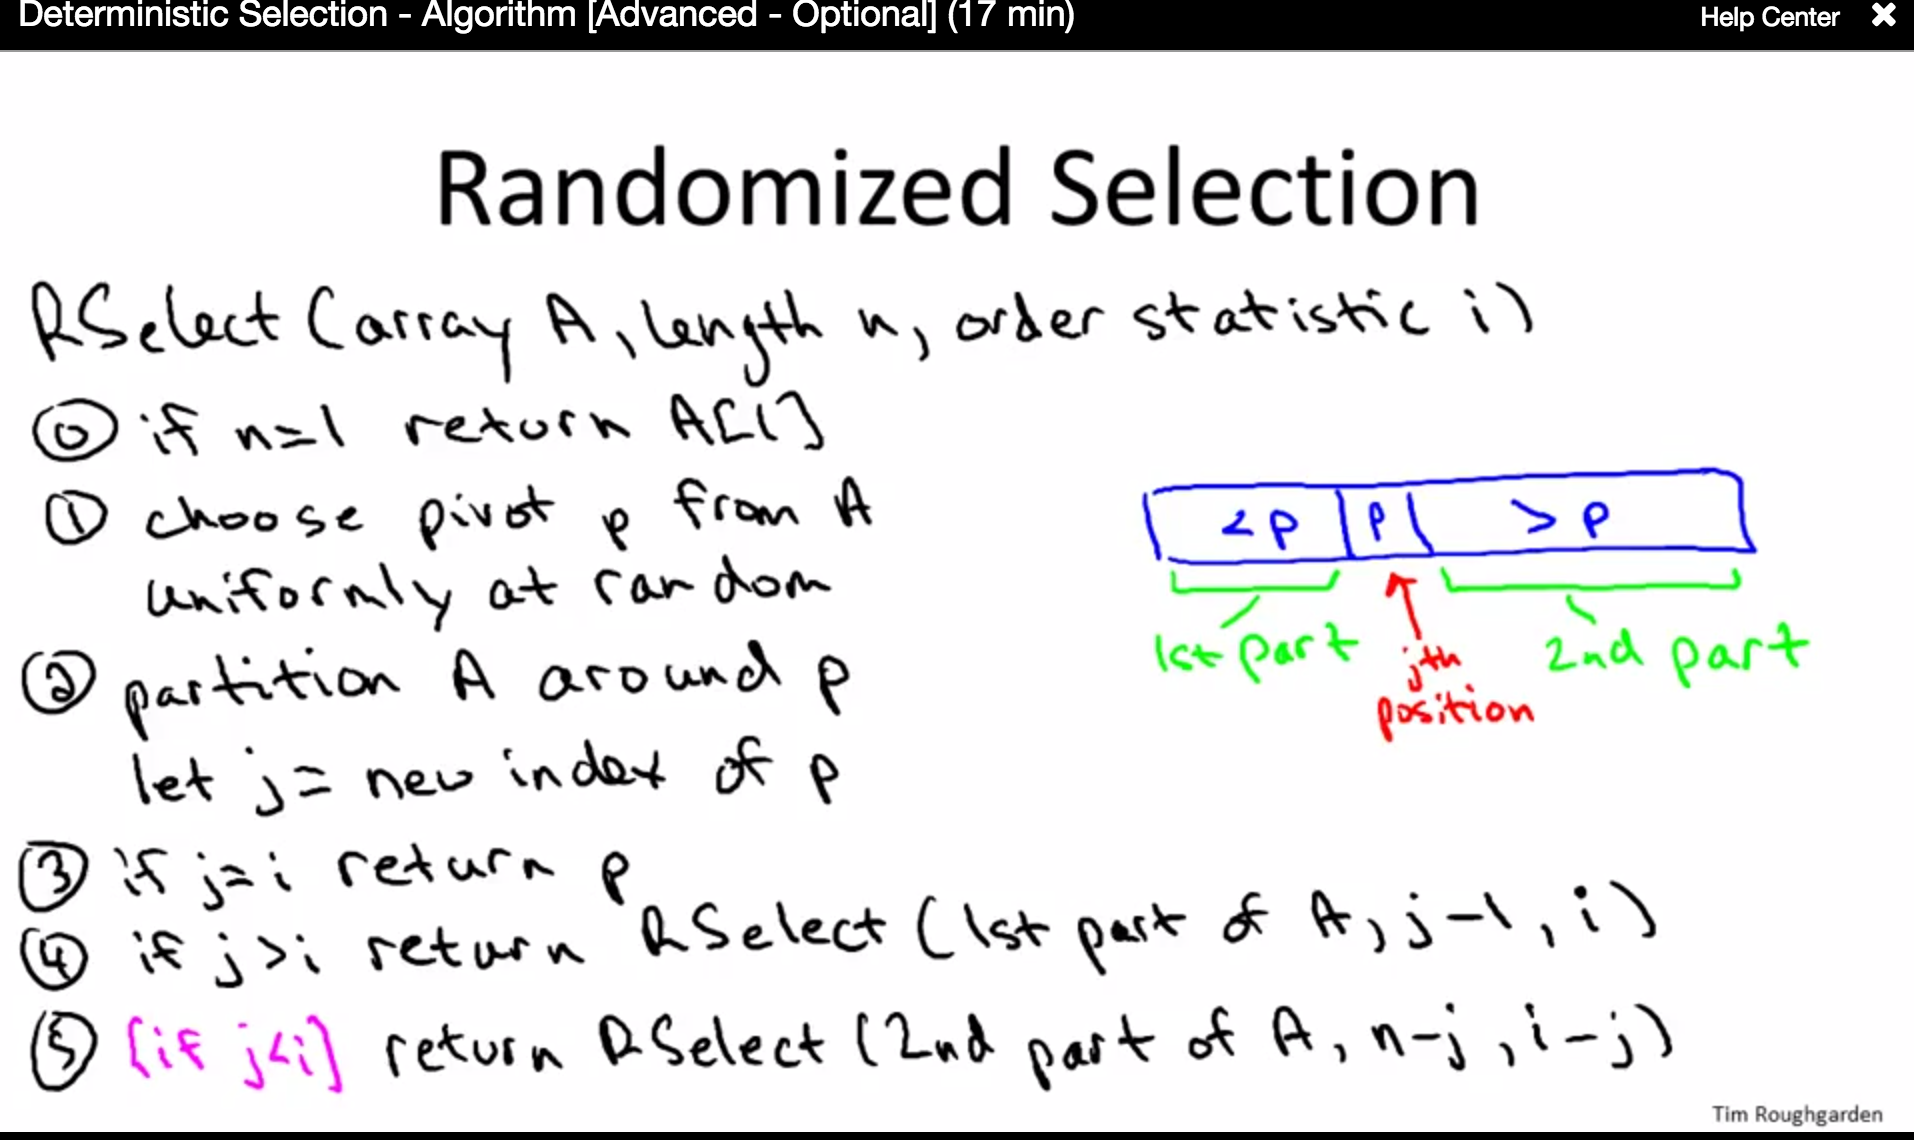 Deterministic Selection - Algorithm [Advanced - Optional] (17 min)
Help Center ✕
Randomized Selection
RSelect (array A, length n, order statistic i)
⓪ if n=1 return A[1]
① choose pivot p from A
uniformly at random
② partition A around p
let j = new index of p
③ if j=i return p
④ if j>i return RSelect (1st part of A, j-1, i)
⑤ [if j<i] return RSelect (2nd part of A, n-j, i-j)
<p p >p
1st part
jth
position
2nd part
Tim Roughgarden